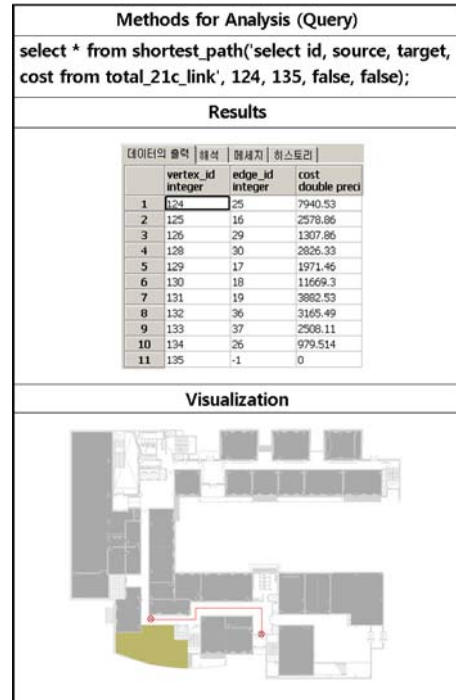 Methods for Analysis (Query)
select * from shortest_path('select id, source, target,
cost from total_21c_link', 124, 135, false, false);
Results
데이터의 출력 해석 메세지 히스토리
vertex_id edge_id cost
integer integer double preci
1 124 25 7940.53
2 125 16 2578.86
3 126 29 1307.86
4 128 30 2826.33
5 129 17 1971.46
6 130 18 11669.3
7 131 19 3882.53
8 132 36 3165.49
9 133 37 2508.11
10 134 26 979.514
11 135 -1 0
Visualization